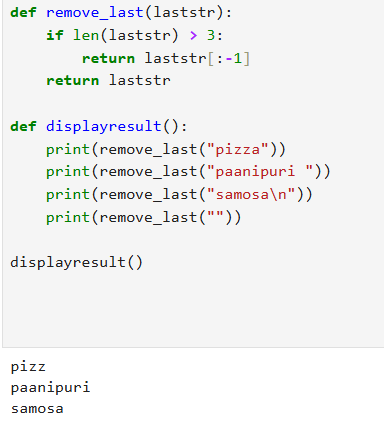 def remove_last(laststr):
    if len(laststr) > 3:
        return laststr[:-1]
    return laststr
def displayresult():
    print(remove_last("pizza"))
    print(remove_last("paanipuri "))
    print(remove_last("samosa\n"))
    print(remove_last(""))
displayresult()
pizz
paanipuri
samosa